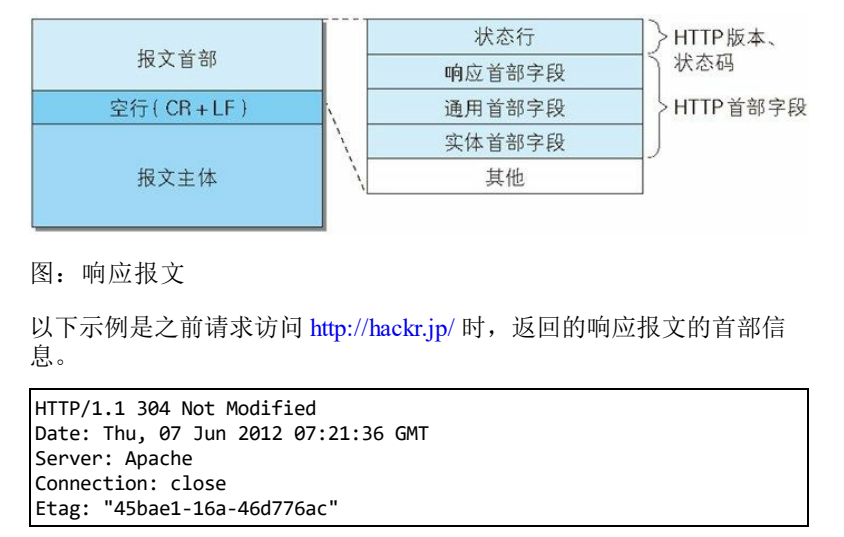 报文首部
空行(CR+LF)
报文主体
状态行
响应首部字段
通用首部字段
实体首部字段
其他
HTTP版本、
状态码
HTTP首部字段
图：响应报文
以下示例是之前请求访问 http://hackr.jp/ 时，返回的响应报文的首部信
息。
HTTP/1.1 304 Not Modified
Date: Thu, 07 Jun 2012 07:21:36 GMT
Server: Apache
Connection: close
Etag: "45bae1-16a-46d776ac"